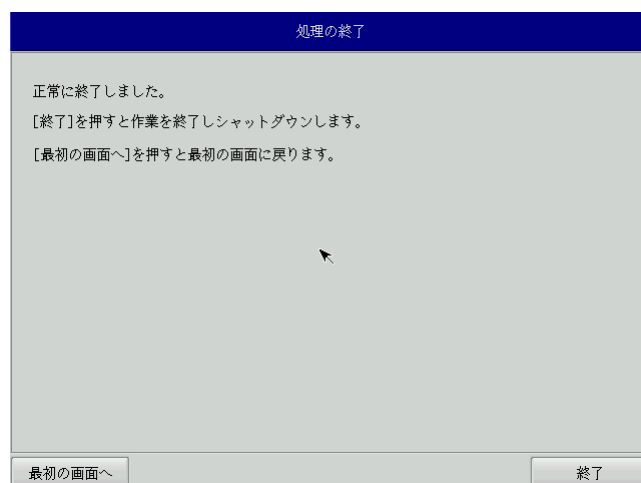 処理の終了
正常に終了しました。
[終了]を押すと作業を終了しシャットダウンします。
[最初の画面へ]を押すと最初の画面に戻ります。
最初の画面へ
終了